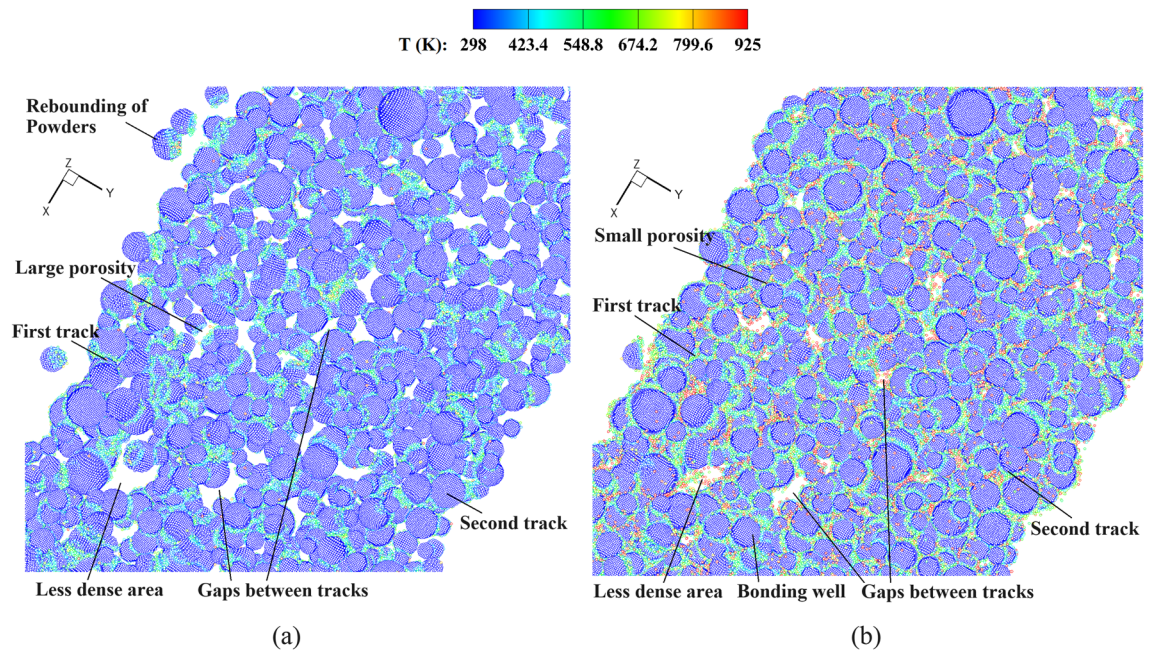 T (K): 298 423.4 548.8 674.2 799.6 925
Rebounding of
Powders
Z
Y
X
Large porosity
First track
Second track
Less dense area
Gaps between tracks
(a)
Z
Y
X
Small porosity
First track
Second track
Less dense area
Bonding well
Gaps between tracks
(b)